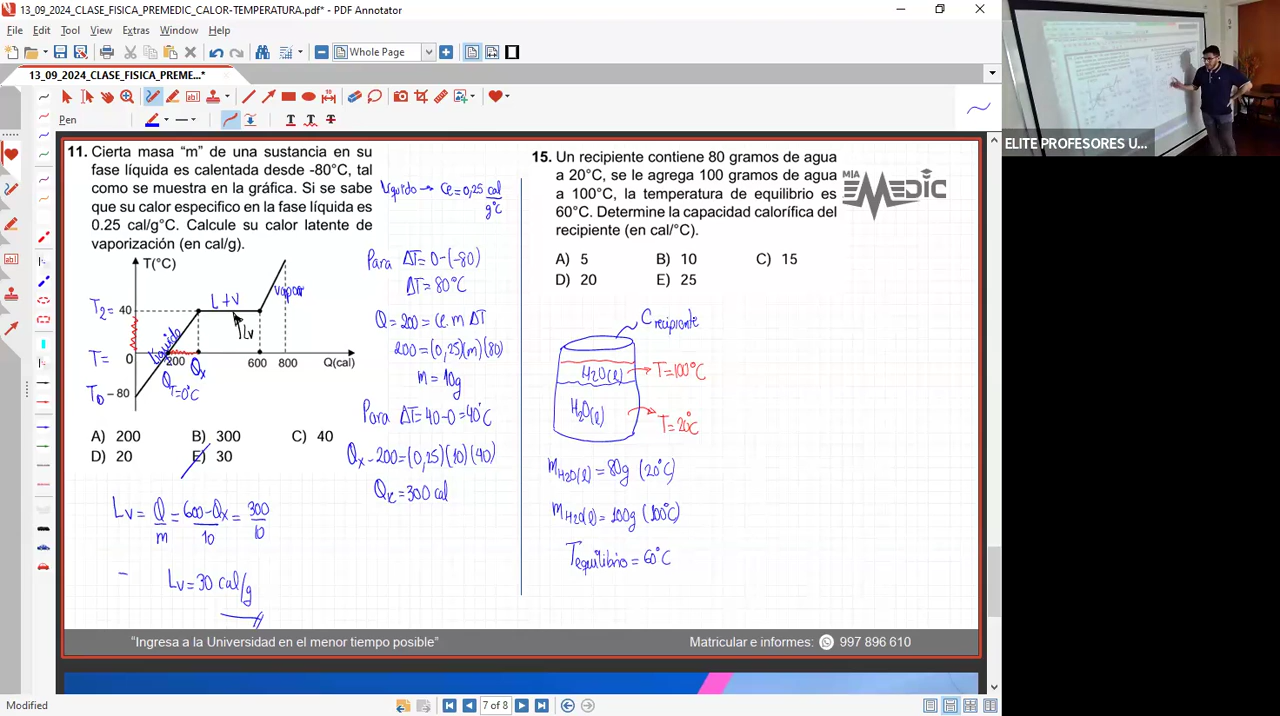 13_09_2024_CLASE_FISICA_PREMEDIC_CALOR-TEMPERATURA.pdf* - PDF Annotator
File Edit Tool View Extras Window Help
Whole Page
13_09_2024_CLASE_FISICA_PREME...*
Pen
11. Cierta masa “m” de una sustancia en su
fase líquida es calentada desde -80°C, tal
como se muestra en la gráfica. Si se sabe
que su calor especifico en la fase líquida es
0.25 cal/g°C. Calcule su calor latente de
vaporización (en cal/g).
T(°C)
T₂= 40
L+V
vapor
Líquido
Lv
T= 0
200
Qx
600 800 Q(cal)
Q
T=0°C
T₀ -80
A) 200 B) 300 C) 40
D) 20 E) 30
Lv = Q/m = 600-Qx/10 = 300/10
Lv = 30 cal/g
Líquido → Ce = 0,25 cal/g°C
Para ΔT = 0-(-80)
ΔT = 80°C
Q = 200 = Ce.m ΔT
200 = (0,25)(m)(80)
m = 10g
Para ΔT = 40-0 = 40°C
Qx - 200 = (0,25)(10)(40)
Qx = 300 cal
15. Un recipiente contiene 80 gramos de agua
a 20°C, se le agrega 100 gramos de agua
a 100°C, la temperatura de equilibrio es
60°C. Determine la capacidad calorífica del
recipiente (en cal/°C).
A) 5 B) 10 C) 15
D) 20 E) 25
MIA
MEDIC
C recipiente
H₂O(l) → T=100°C
H₂O(l) → T=20°C
mH₂O(l) = 80g (20°C)
mH₂O(l) = 100g (100°C)
Tequilibrio = 60°C
“Ingresa a la Universidad en el menor tiempo posible”
Matricular e informes: 997 896 610
Modified
7 of 8
ELITE PROFESORES U...